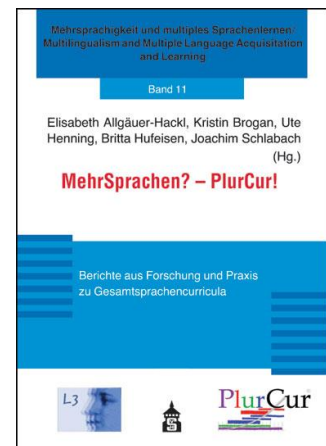 Mehrsprachigkeit und multiples Sprachenlernen/
Multilingualism and Multiple Language Acquisitation
and Learning
Band 11
Elisabeth Allgäuer-Hackl, Kristin Brogan, Ute
Henning, Britta Hufeisen, Joachim Schlabach
(Hg.)
MehrSprachen? – PlurCur!
Berichte aus Forschung und Praxis
zu Gesamtsprachencurricula
L3
PlurCur®